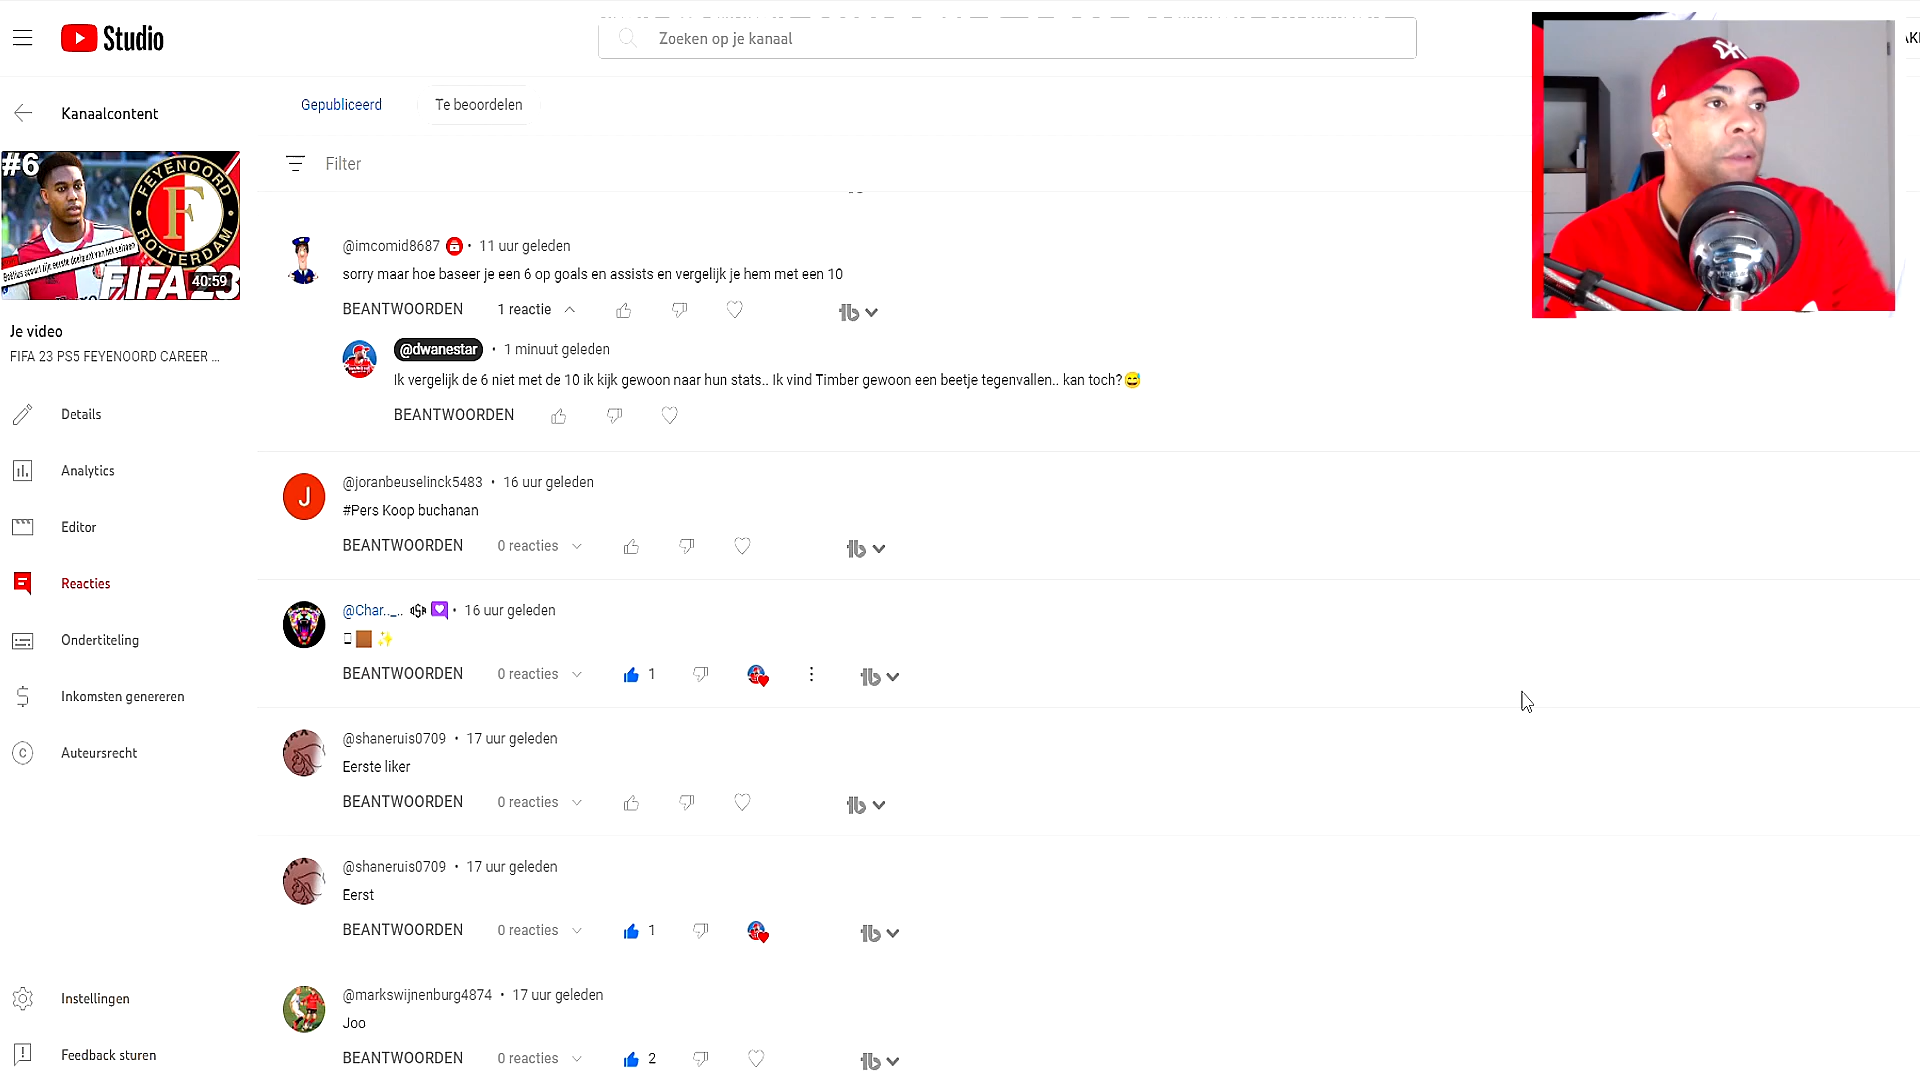 Studio
Zoeken op je kanaal
Kanaalcontent
Gepubliceerd
Te beoordelen
Filter
#6
FEYENOORD
ROTTERDAM
FIFA 23
40:59
Je video
FIFA 23 PS5 FEYENOORD CAREER ...
Details
Analytics
Editor
Reacties
Ondertiteling
Inkomsten genereren
Auteursrecht
Instellingen
Feedback sturen
@imcomid8687 • 11 uur geleden
sorry maar hoe baseer je een 6 op goals en assists en vergelijk je hem met een 10
BEANTWOORDEN 1 reactie
@dwanestar • 1 minuut geleden
Ik vergelijk de 6 niet met de 10 ik kijk gewoon naar hun stats.. Ik vind Timber gewoon een beetje tegenvallen.. kan toch?😅
BEANTWOORDEN
J
@joranbeuselinck5483 • 16 uur geleden
#Pers Koop buchanan
BEANTWOORDEN 0 reacties
@Char.._.. • 16 uur geleden
🏾✨
BEANTWOORDEN 0 reacties 1
@shaneruis0709 • 17 uur geleden
Eerste liker
BEANTWOORDEN 0 reacties
@shaneruis0709 • 17 uur geleden
Eerst
BEANTWOORDEN 0 reacties 1
@markswijnenburg4874 • 17 uur geleden
Joo
BEANTWOORDEN 0 reacties 2